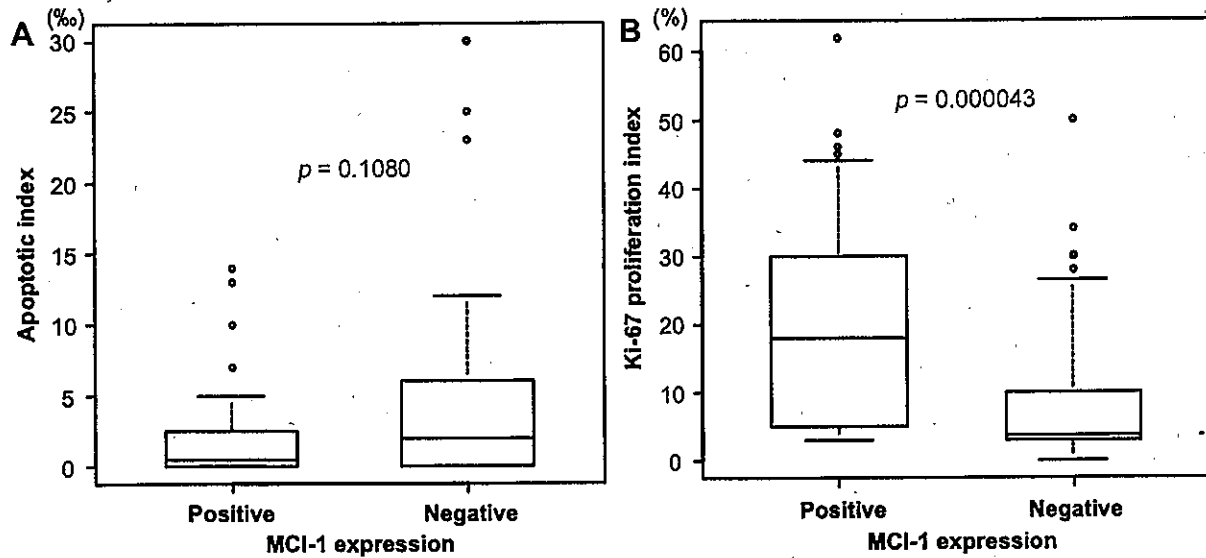 A
(‰)
30
25
20
15
10
5
0
Apoptotic index
p = 0.1080
Positive
Negative
MCI-1 expression
B
(%)
60
50
40
30
20
10
0
Ki-67 proliferation index
p = 0.000043
Positive
Negative
MCI-1 expression